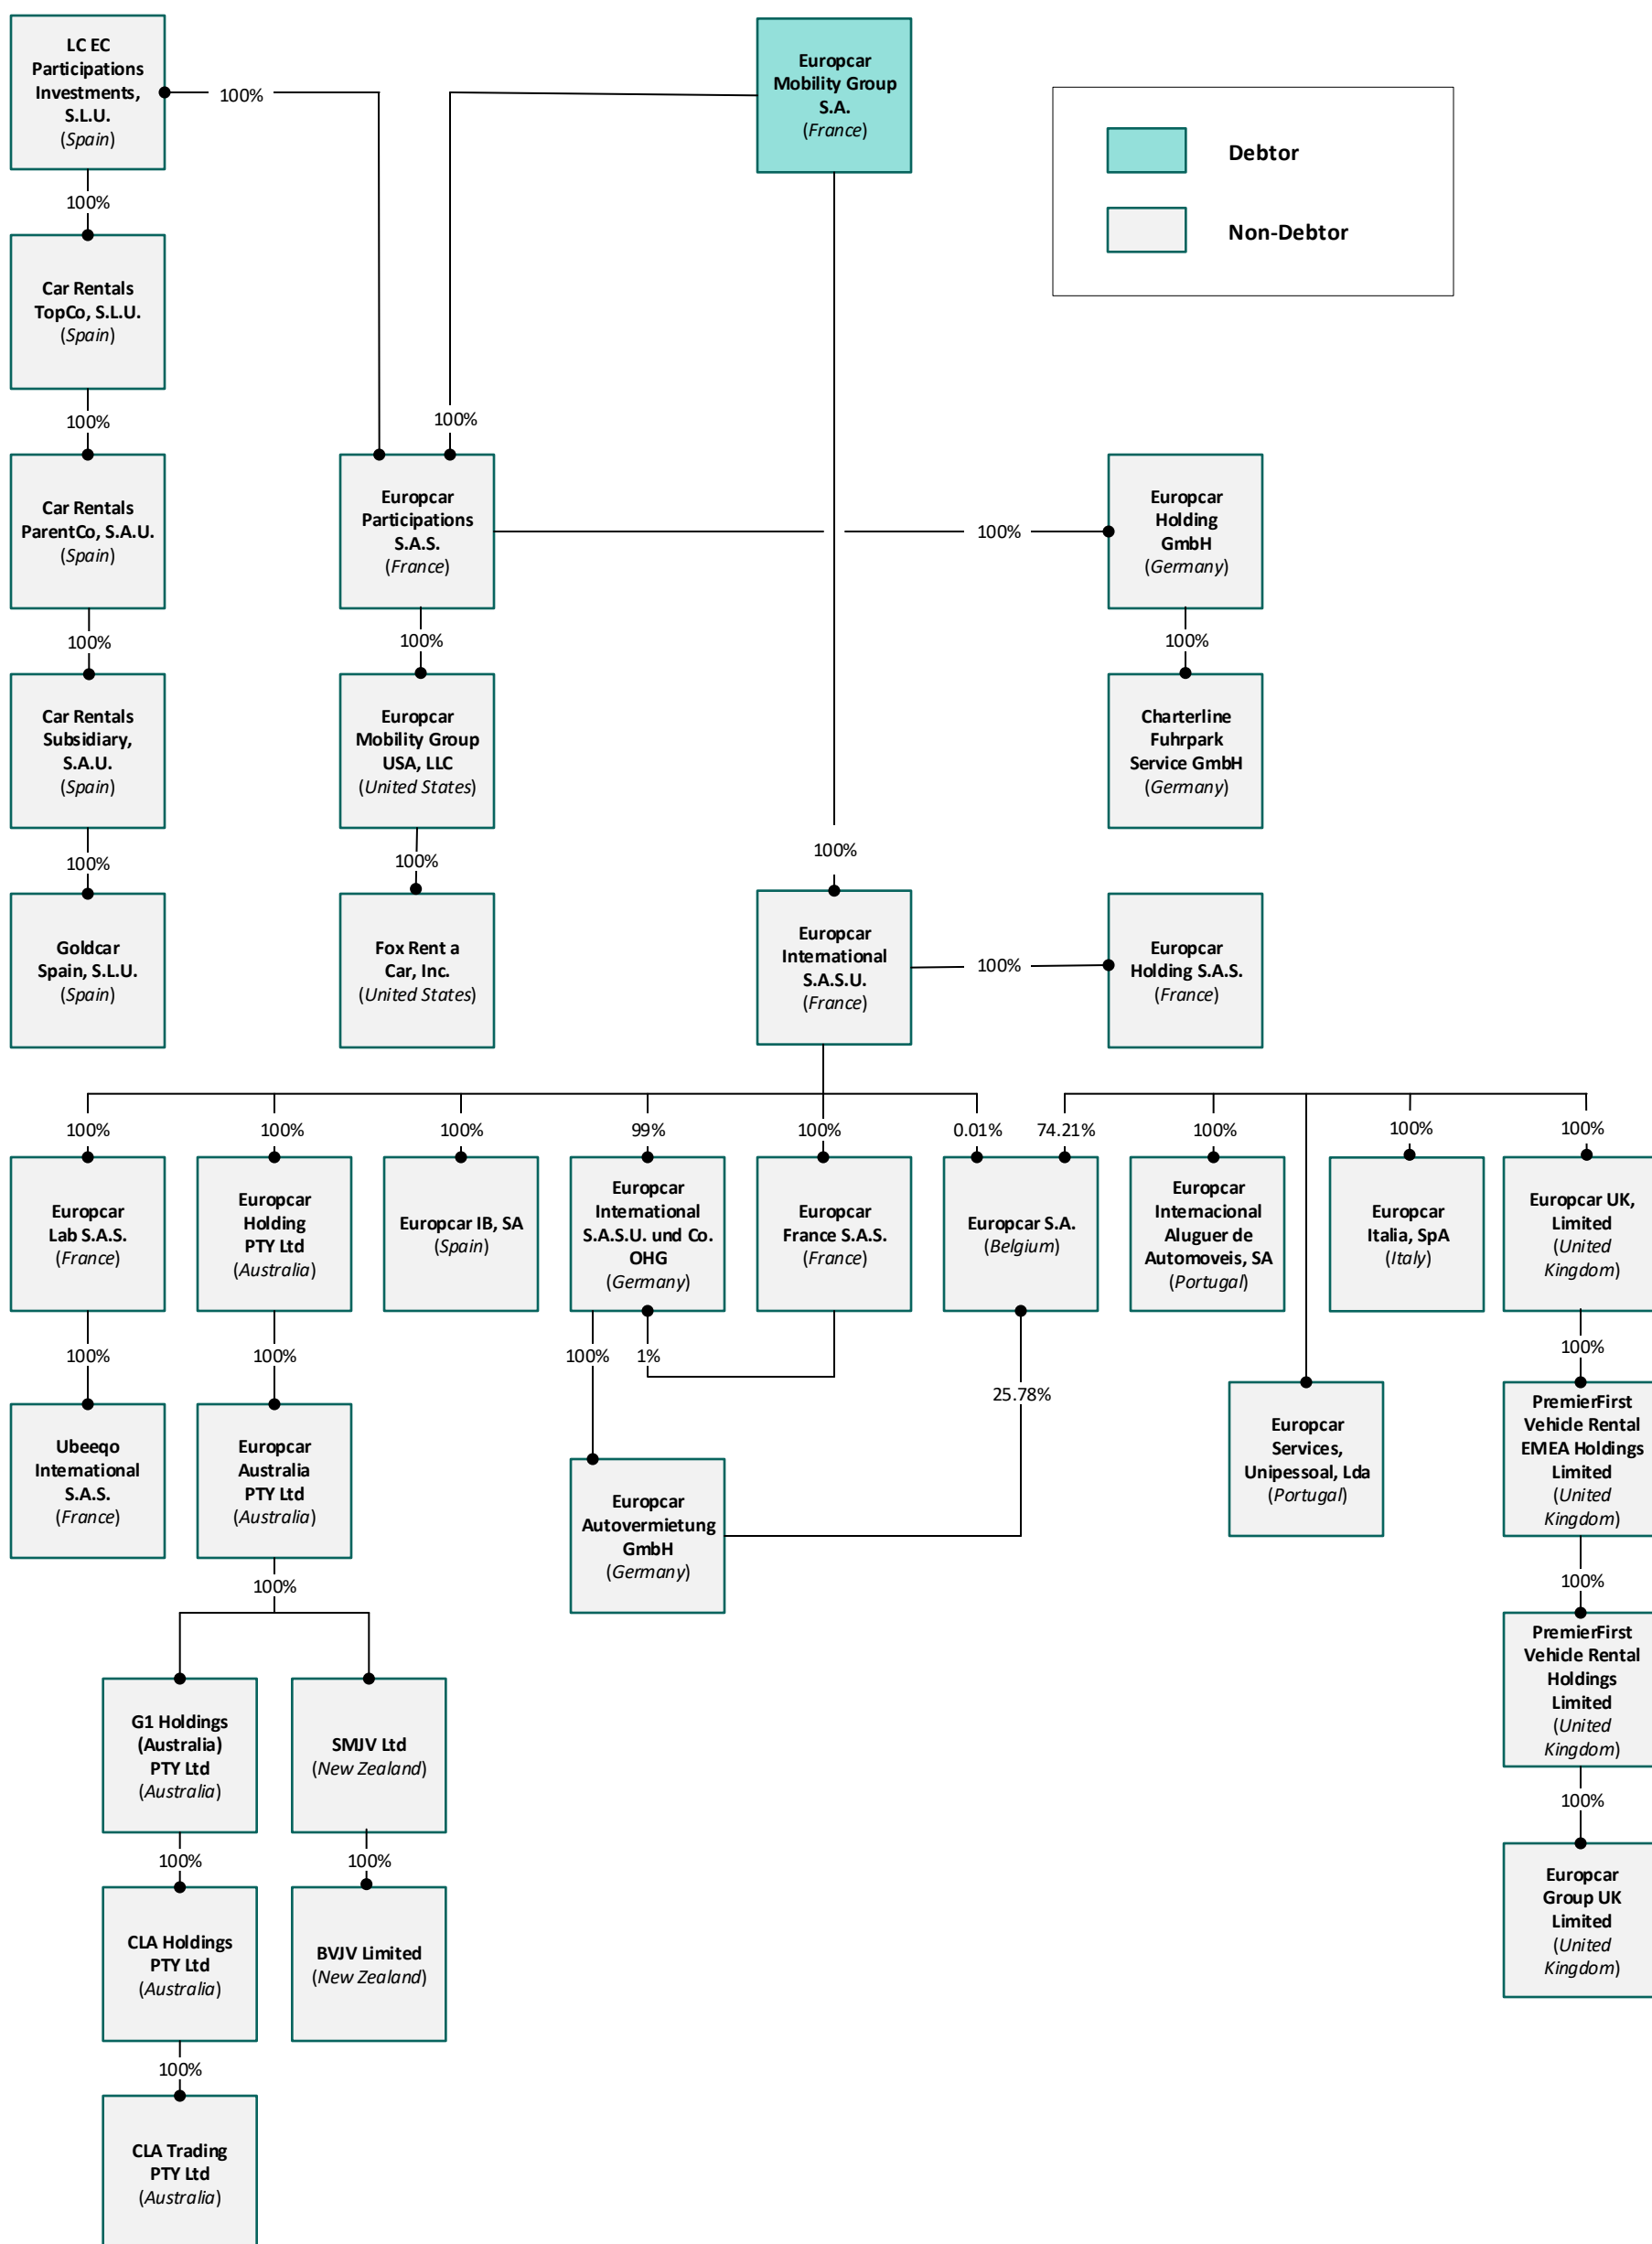 LC EC
Participations
Investments,
S.L.U.
(Spain)
100%
Europcar
Mobility Group
S.A.
(France)
Debtor
Non-Debtor
100%
Car Rentals
TopCo, S.L.U.
(Spain)
100%
100%
Car Rentals
ParentCo, S.A.U.
(Spain)
Europcar
Participations
S.A.S.
(France)
100%
Europcar
Holding
GmbH
(Germany)
100%
100%
100%
Car Rentals
Subsidiary,
S.A.U.
(Spain)
Europcar
Mobility Group
USA, LLC
(United States)
Charterline
Fuhrpark
Service GmbH
(Germany)
100%
100%
100%
Goldcar
Spain, S.L.U.
(Spain)
Fox Rent a
Car, Inc.
(United States)
Europcar
International
S.A.S.U.
(France)
100%
Europcar
Holding S.A.S.
(France)
100%
100%
100%
99%
100%
0.01%
74.21%
100%
100%
100%
Europcar
Lab S.A.S.
(France)
Europcar
Holding
PTY Ltd
(Australia)
Europcar IB, SA
(Spain)
Europcar
International
S.A.S.U. und Co.
OHG
(Germany)
Europcar
France S.A.S.
(France)
Europcar S.A.
(Belgium)
Europcar
Internacional
Aluguer de
Automoveis, SA
(Portugal)
Europcar
Italia, SpA
(Italy)
Europcar UK,
Limited
(United
Kingdom)
100%
100%
100%
1%
25.78%
100%
Ubeeqo
International
S.A.S.
(France)
Europcar
Australia
PTY Ltd
(Australia)
Europcar
Autovermietung
GmbH
(Germany)
Europcar
Services,
Unipessoal, Lda
(Portugal)
PremierFirst
Vehicle Rental
EMEA Holdings
Limited
(United
Kingdom)
100%
100%
G1 Holdings
(Australia)
PTY Ltd
(Australia)
SMJV Ltd
(New Zealand)
PremierFirst
Vehicle Rental
Holdings
Limited
(United
Kingdom)
100%
100%
100%
CLA Holdings
PTY Ltd
(Australia)
BVJV Limited
(New Zealand)
Europcar
Group UK
Limited
(United
Kingdom)
100%
CLA Trading
PTY Ltd
(Australia)